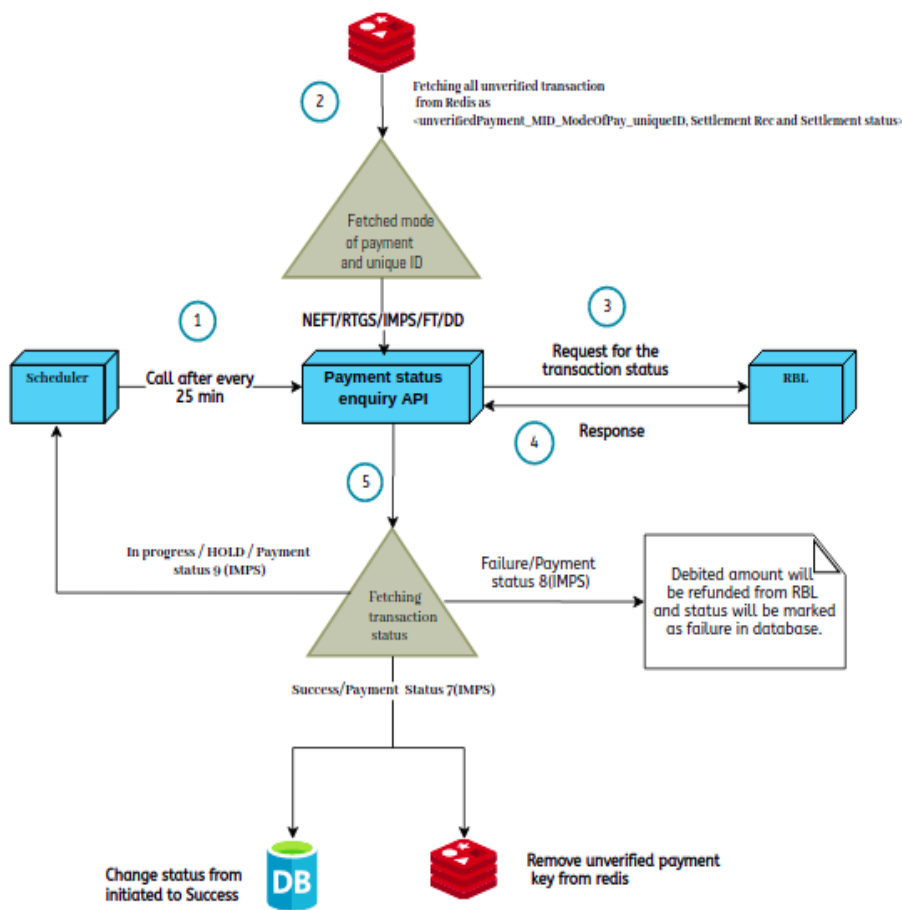 2
Fetching all unverified transaction
from Redis as
<unverifiedPayment_MID_ModeOfPay_uniqueID, Settlement Rec and Settlement status>
Fetched mode
of payment
and unique ID
1
NEFT/RTGS/IMPS/FT/DD
3
Scheduler
Call after every
25 min
Payment status
enquiry API
Request for the
transaction status
RBL
4
Response
5
In progress / HOLD / Payment
status 9 (IMPS)
Fetching
transaction
status
Failure/Payment
status 8(IMPS)
Debited amount will
be refunded from RBL
and status will be marked
as failure in database.
Success/Payment Status 7(IMPS)
Change status from
initiated to Success
DB
Remove unverified payment
key from redis